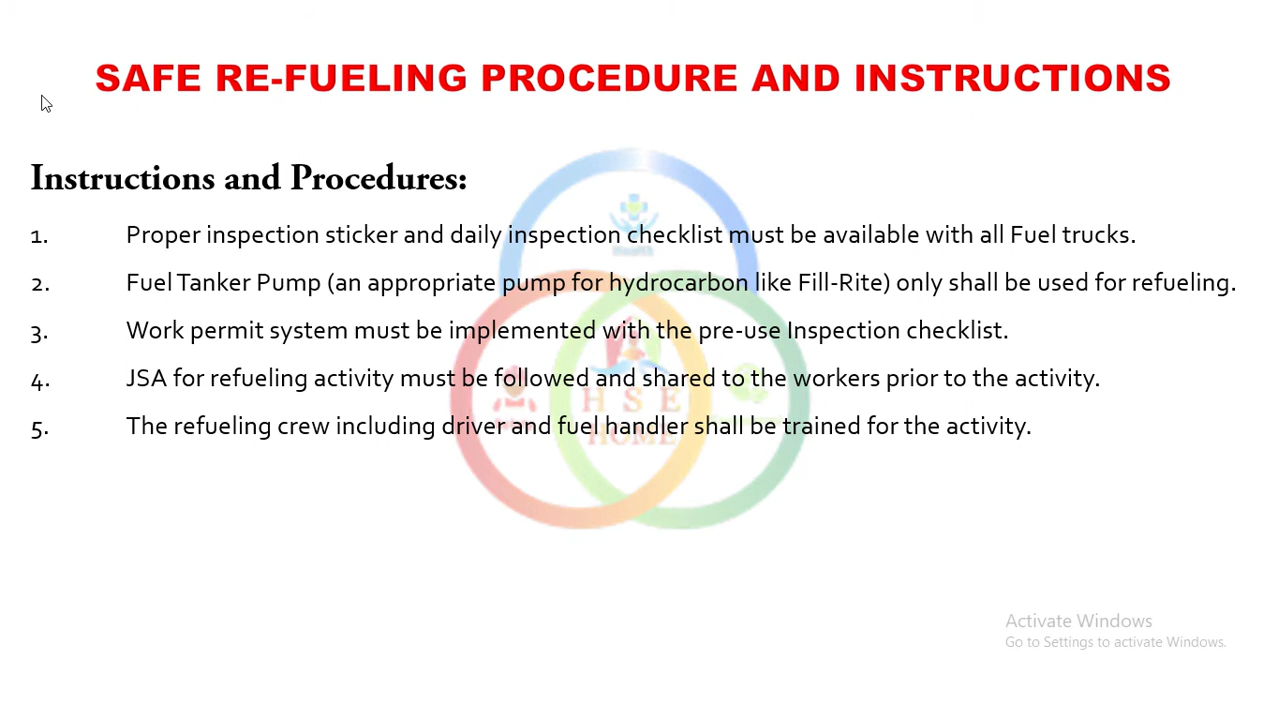 SAFE RE-FUELING PROCEDURE AND INSTRUCTIONS
Instructions and Procedures:
1. Proper inspection sticker and daily inspection checklist must be available with all Fuel trucks.
2. Fuel Tanker Pump (an appropriate pump for hydrocarbon like Fill-Rite) only shall be used for refueling.
3. Work permit system must be implemented with the pre-use Inspection checklist.
4. JSA for refueling activity must be followed and shared to the workers prior to the activity.
5. The refueling crew including driver and fuel handler shall be trained for the activity.
Health
HSE
HOME
Activate Windows
Go to Settings to activate Windows.